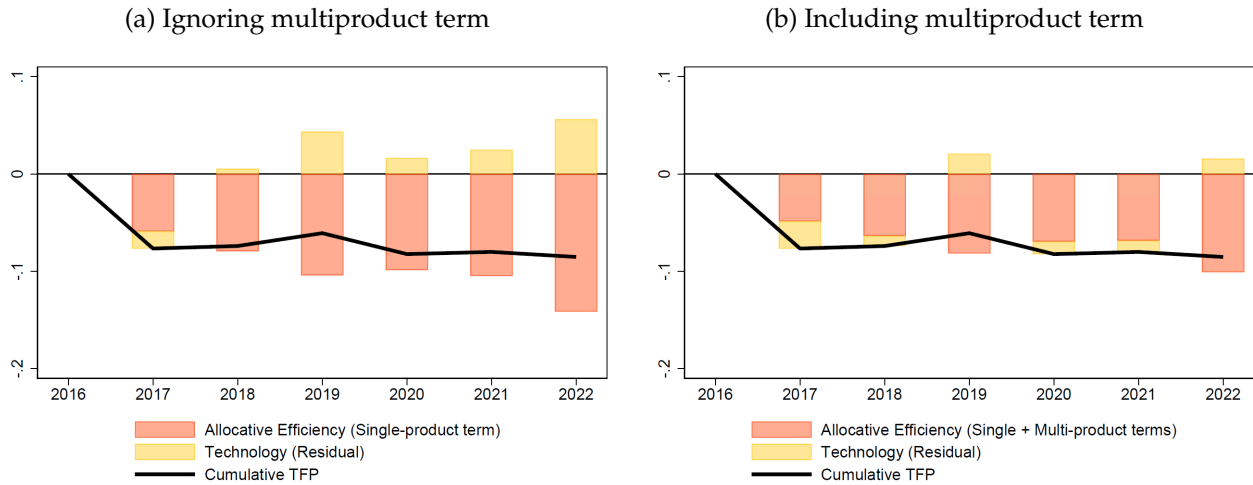 (a) Ignoring multiproduct term
.1
0
-.1
-.2
2016 2017 2018 2019 2020 2021 2022
Allocative Efficiency (Single-product term)
Technology (Residual)
Cumulative TFP
(b) Including multiproduct term
.1
0
-.1
-.2
2016 2017 2018 2019 2020 2021 2022
Allocative Efficiency (Single + Multi-product terms)
Technology (Residual)
Cumulative TFP